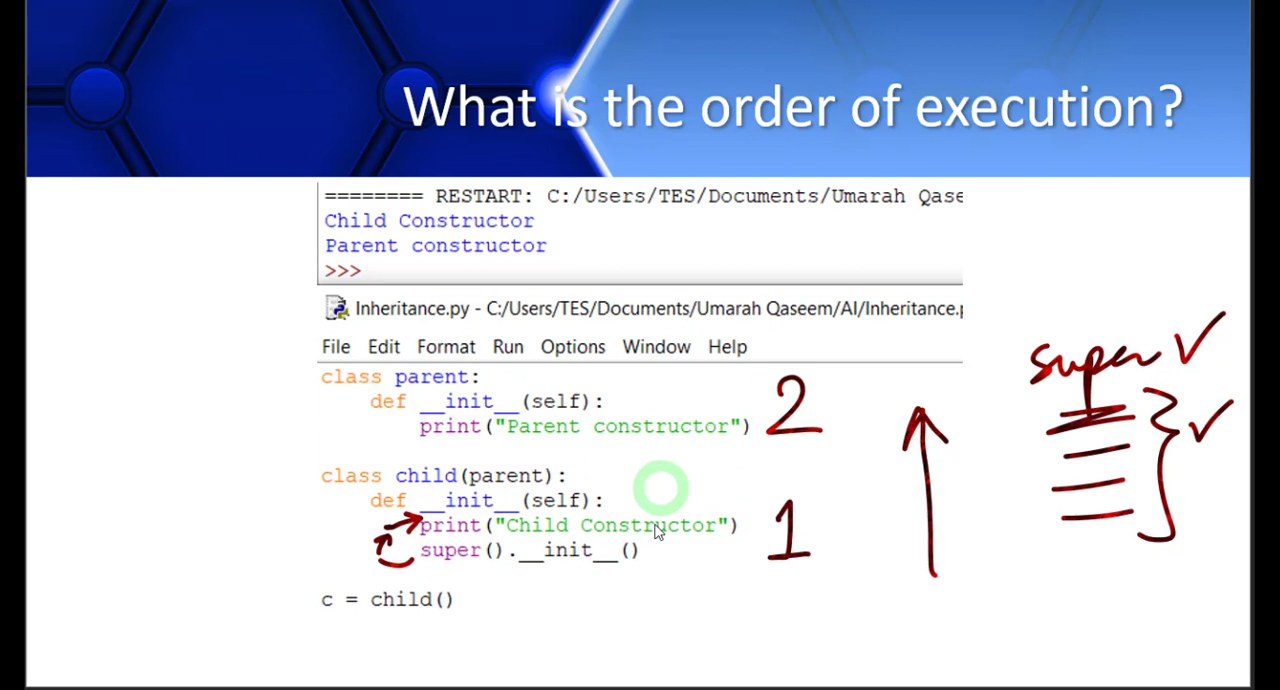 What is the order of execution?
======== RESTART: C:/Users/TES/Documents/Umarah Qase
Child Constructor
Parent constructor
>>>
Inheritance.py - C:/Users/TES/Documents/Umarah Qaseem/AI/Inheritance.p
File Edit Format Run Options Window Help
class parent:
    def __init__(self):
        print("Parent constructor") 2
class child(parent):
    def __init__(self):
        print("Child Constructor") 1
        super().__init__()
c = child()
super